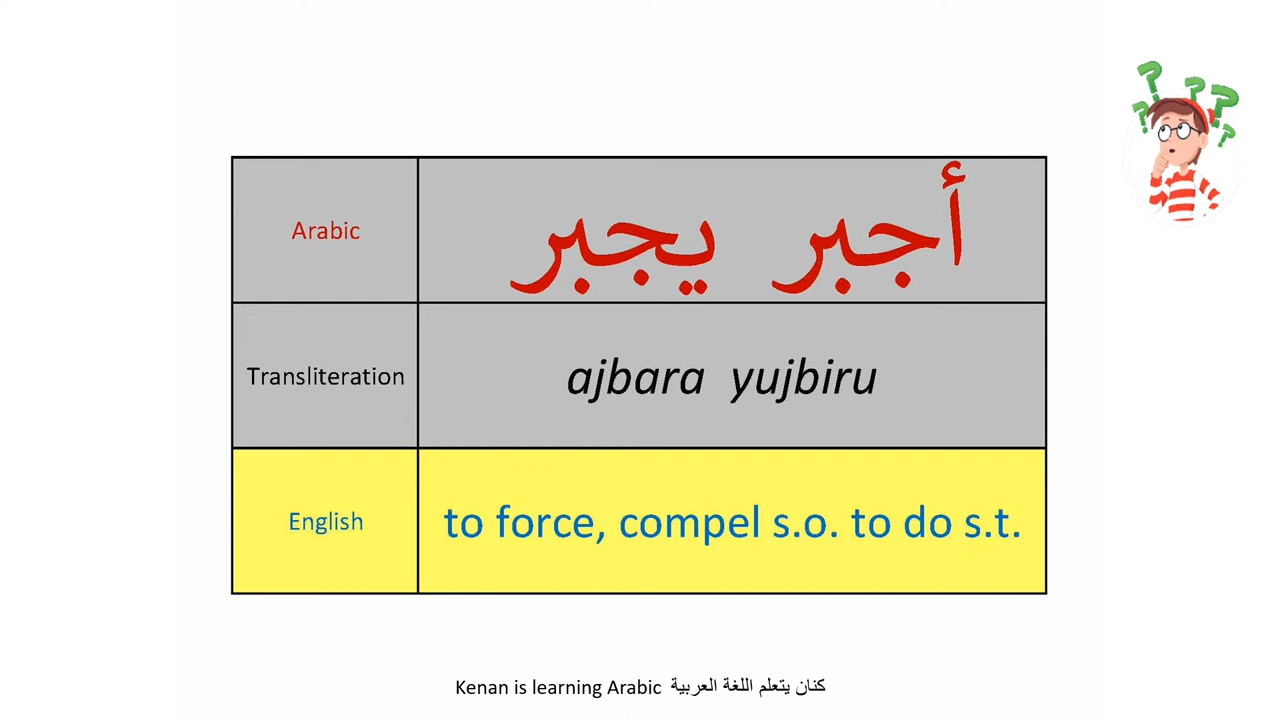 Arabic أجبر يجبر
Transliteration ajbara yujbiru
English to force, compel s.o. to do s.t.
Kenan is learning Arabic كنان يتعلم اللغة العربية